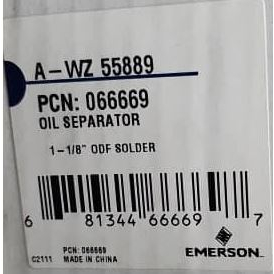 A-WZ 55889
PCN: 066669
OIL SEPARATOR
1-1/8" ODF SOLDER
6 81344 66669 7
PCN: 066669
C2111 MADE IN CHINA
EMERSON